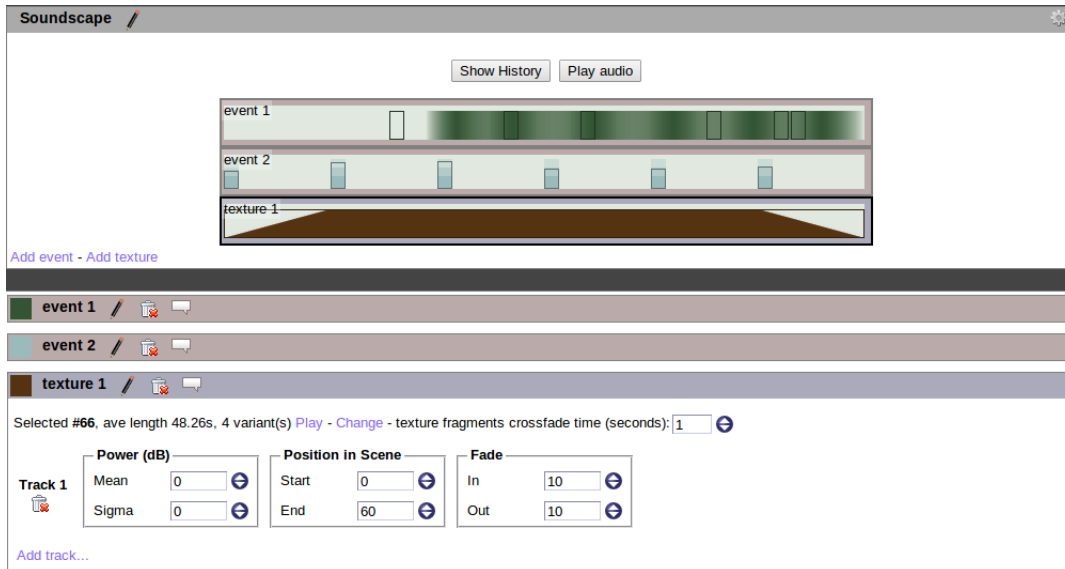 Soundscape
Show History Play audio
event 1
event 2
texture 1
Add event - Add texture
event 1
event 2
texture 1
Selected #66, ave length 48.26s, 4 variant(s) Play - Change - texture fragments crossfade time (seconds): 1
Power (dB) Position in Scene Fade
Track 1 Mean 0 Start 0 In 10
Sigma 0 End 60 Out 10
Add track...